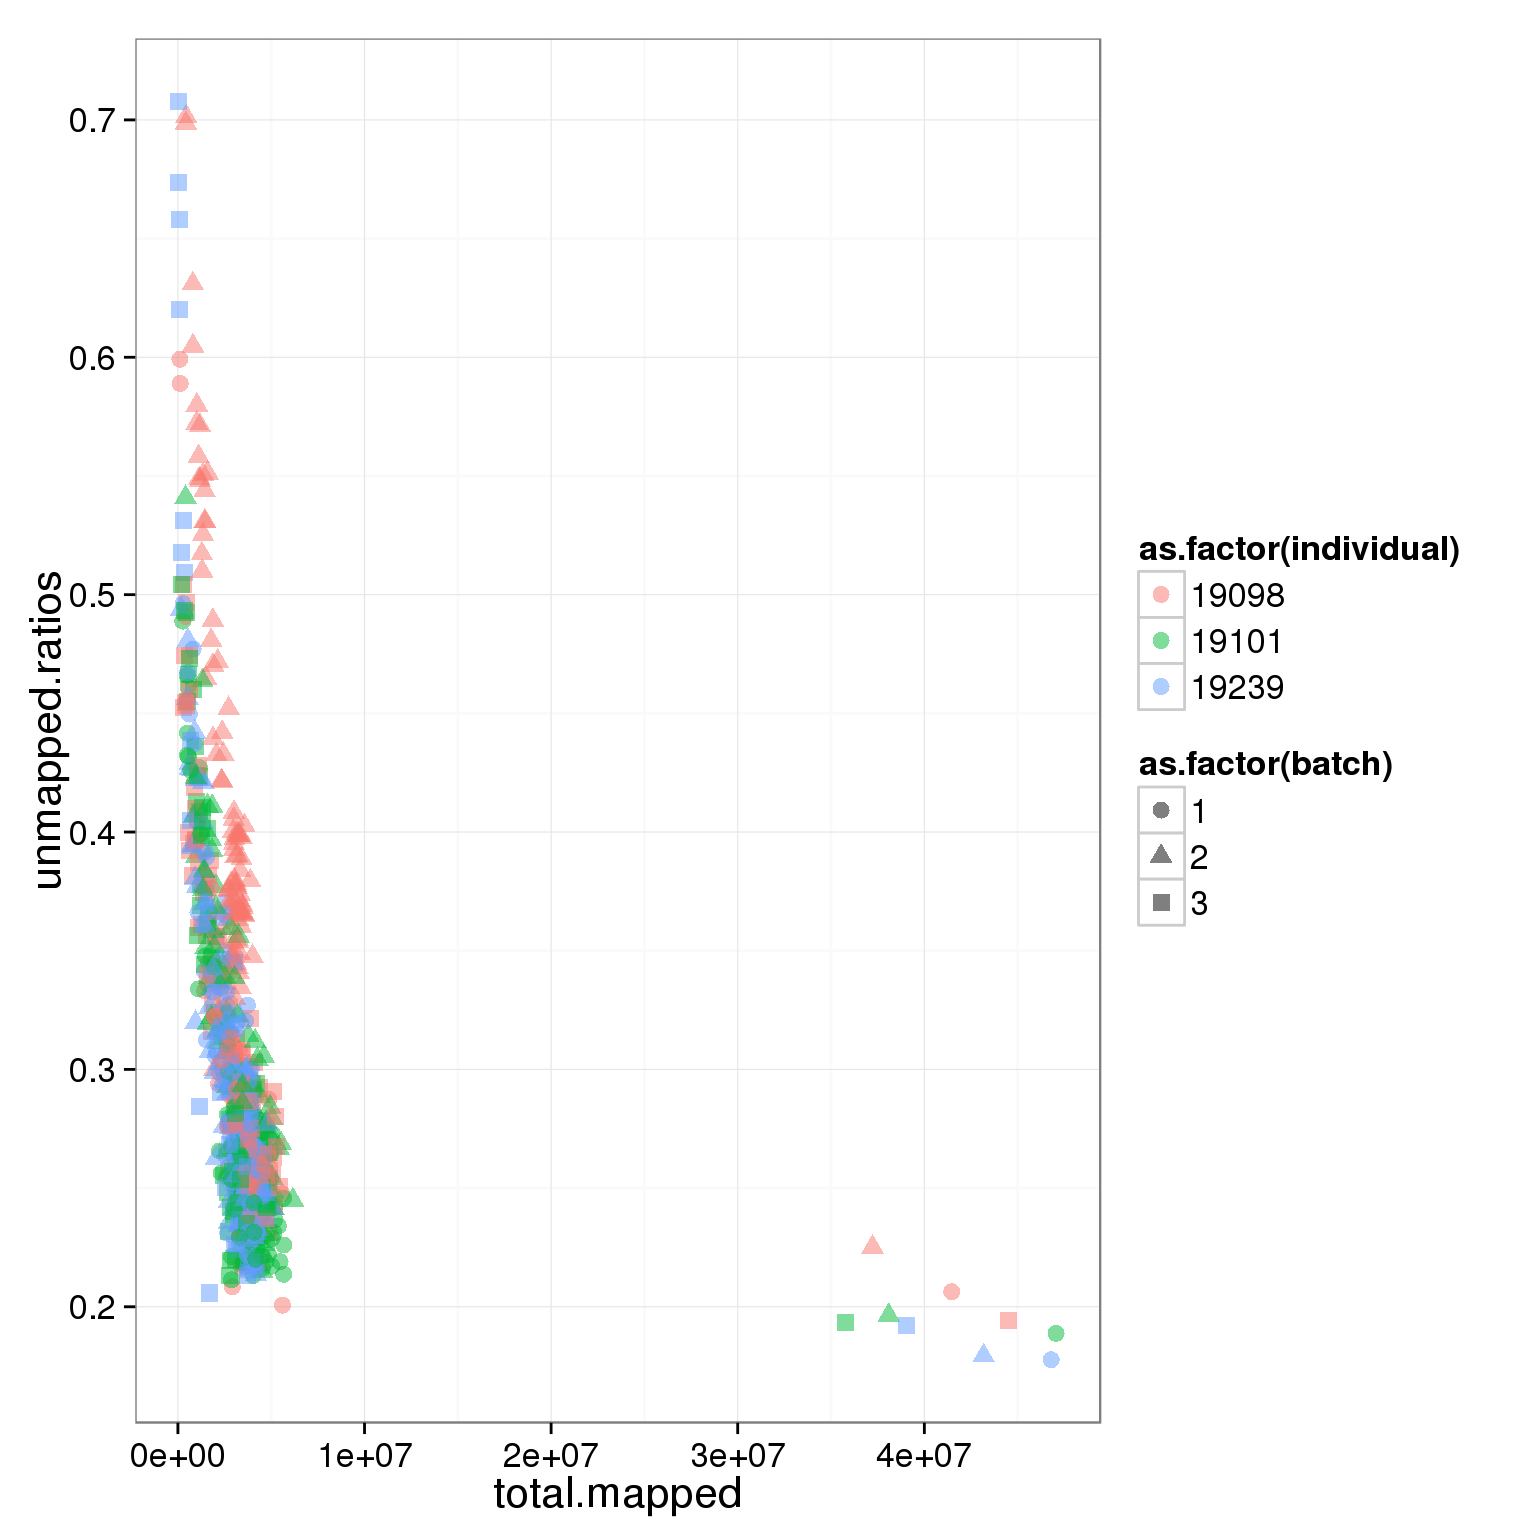 unmapped.ratios
0.7
0.6
0.5
0.4
0.3
0.2
0e+00 1e+07 2e+07 3e+07 4e+07
total.mapped
as.factor(individual)
19098
19101
19239
as.factor(batch)
1
2
3